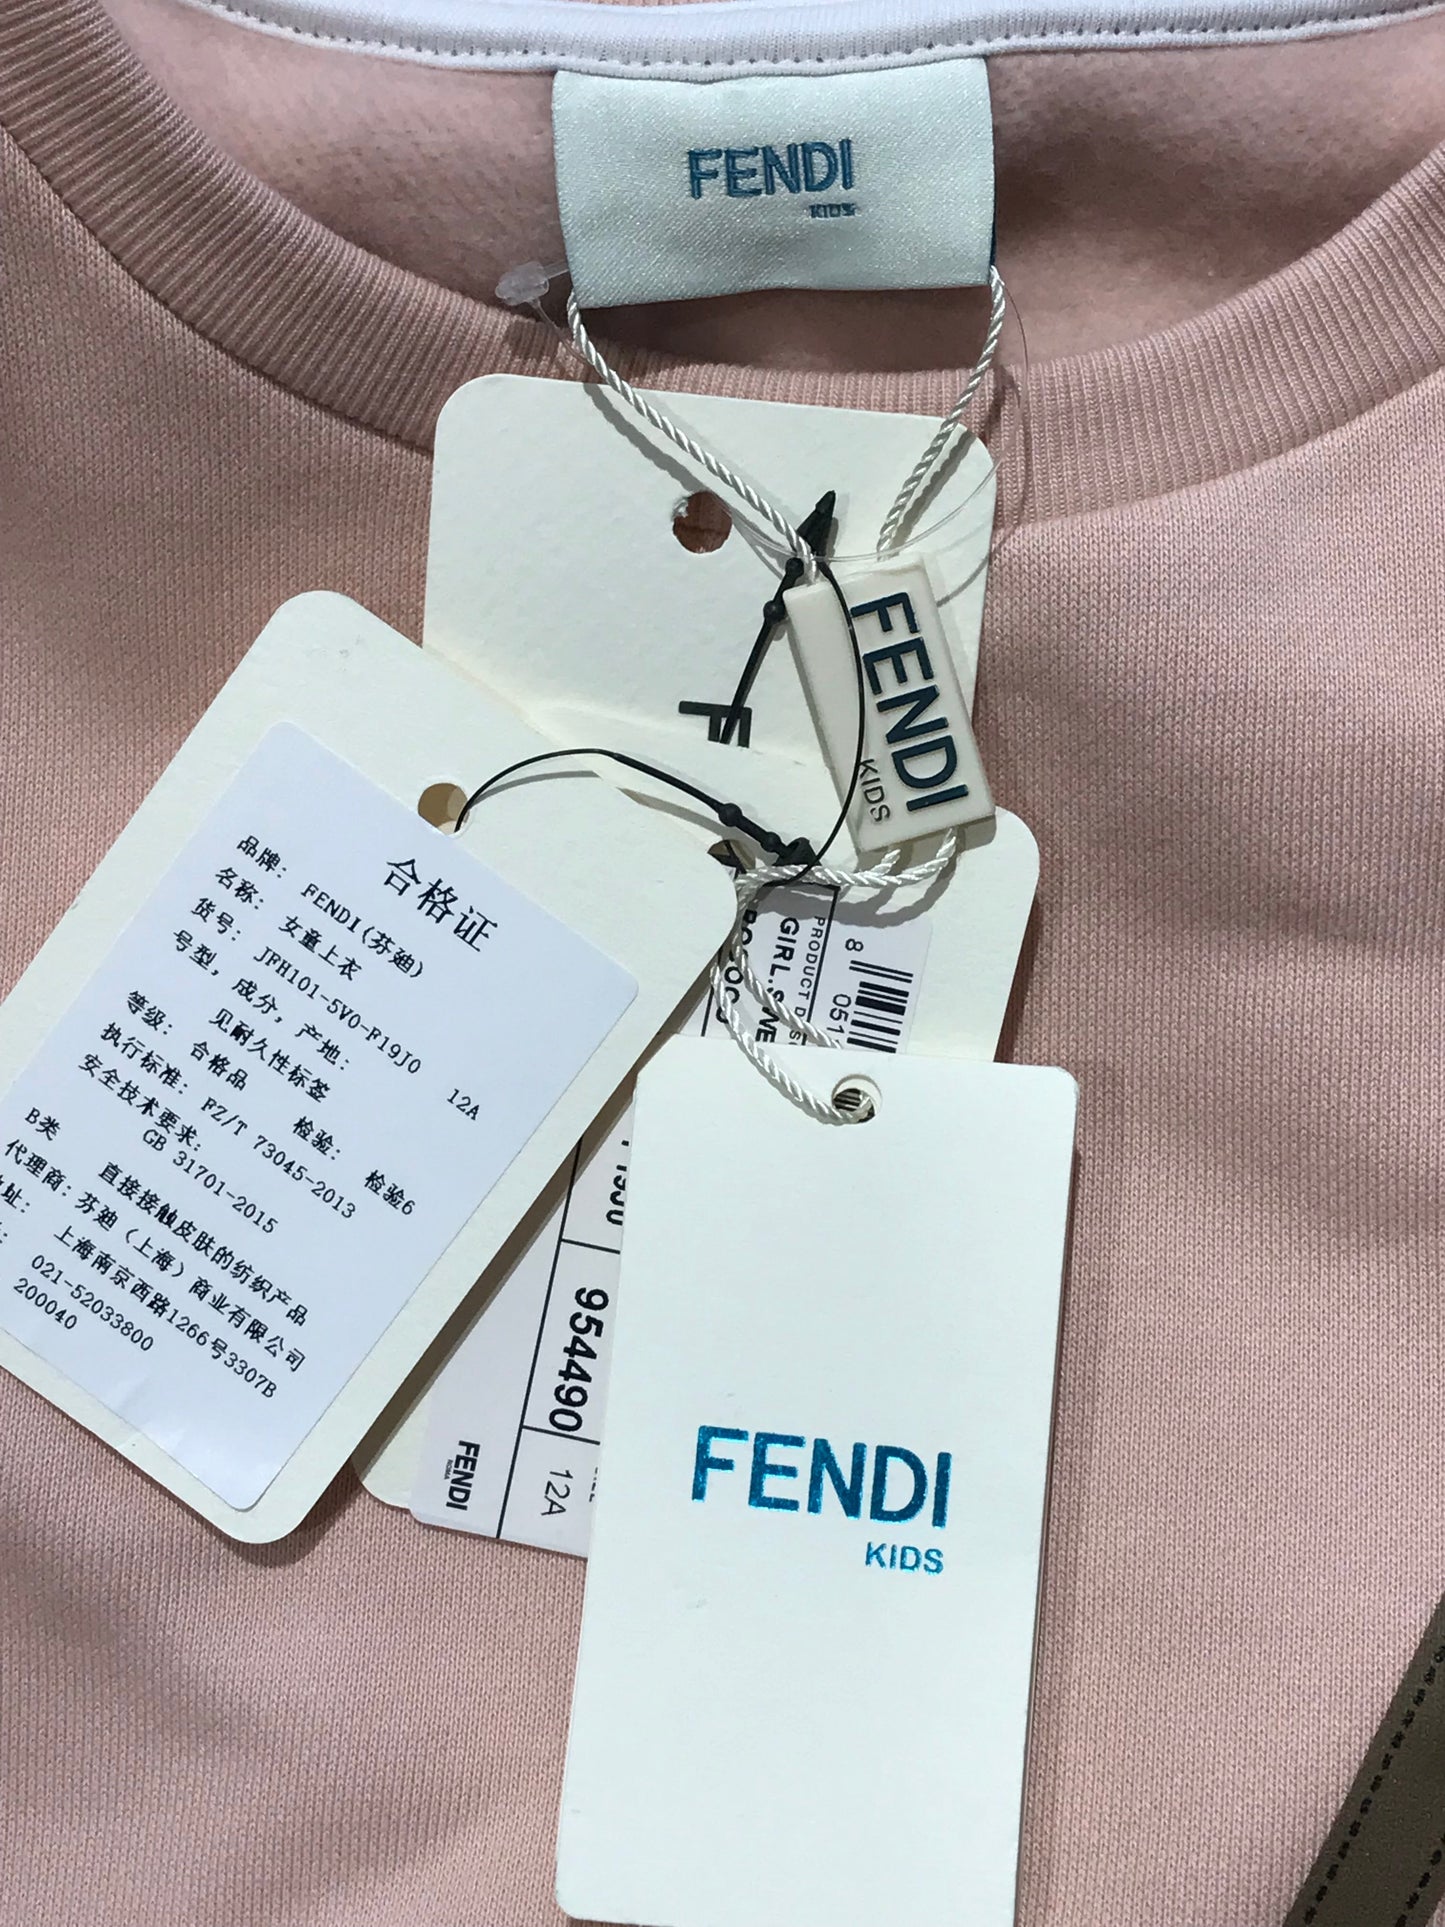 FENDI
KIDS
F
FENDI
KIDS
合格证
品牌: FENDI(芬迪)
名称: 女童上衣
货号: JFH101-5V0-F19J0 12A
号型, 成分, 产地:
见耐久性标签
等级: 合格品 检验: 检验6
执行标准: FZ/T 73045-2013
安全技术要求:
GB 31701-2015
B类 直接接触皮肤的纺织产品
代理商: 芬迪 (上海) 商业有限公司
址: 上海南京西路1266号3307B
021-52033800
200040
8 051
PRODUCT
GIRL.
954490
12A
FENDI
ROMA
FENDI
KIDS